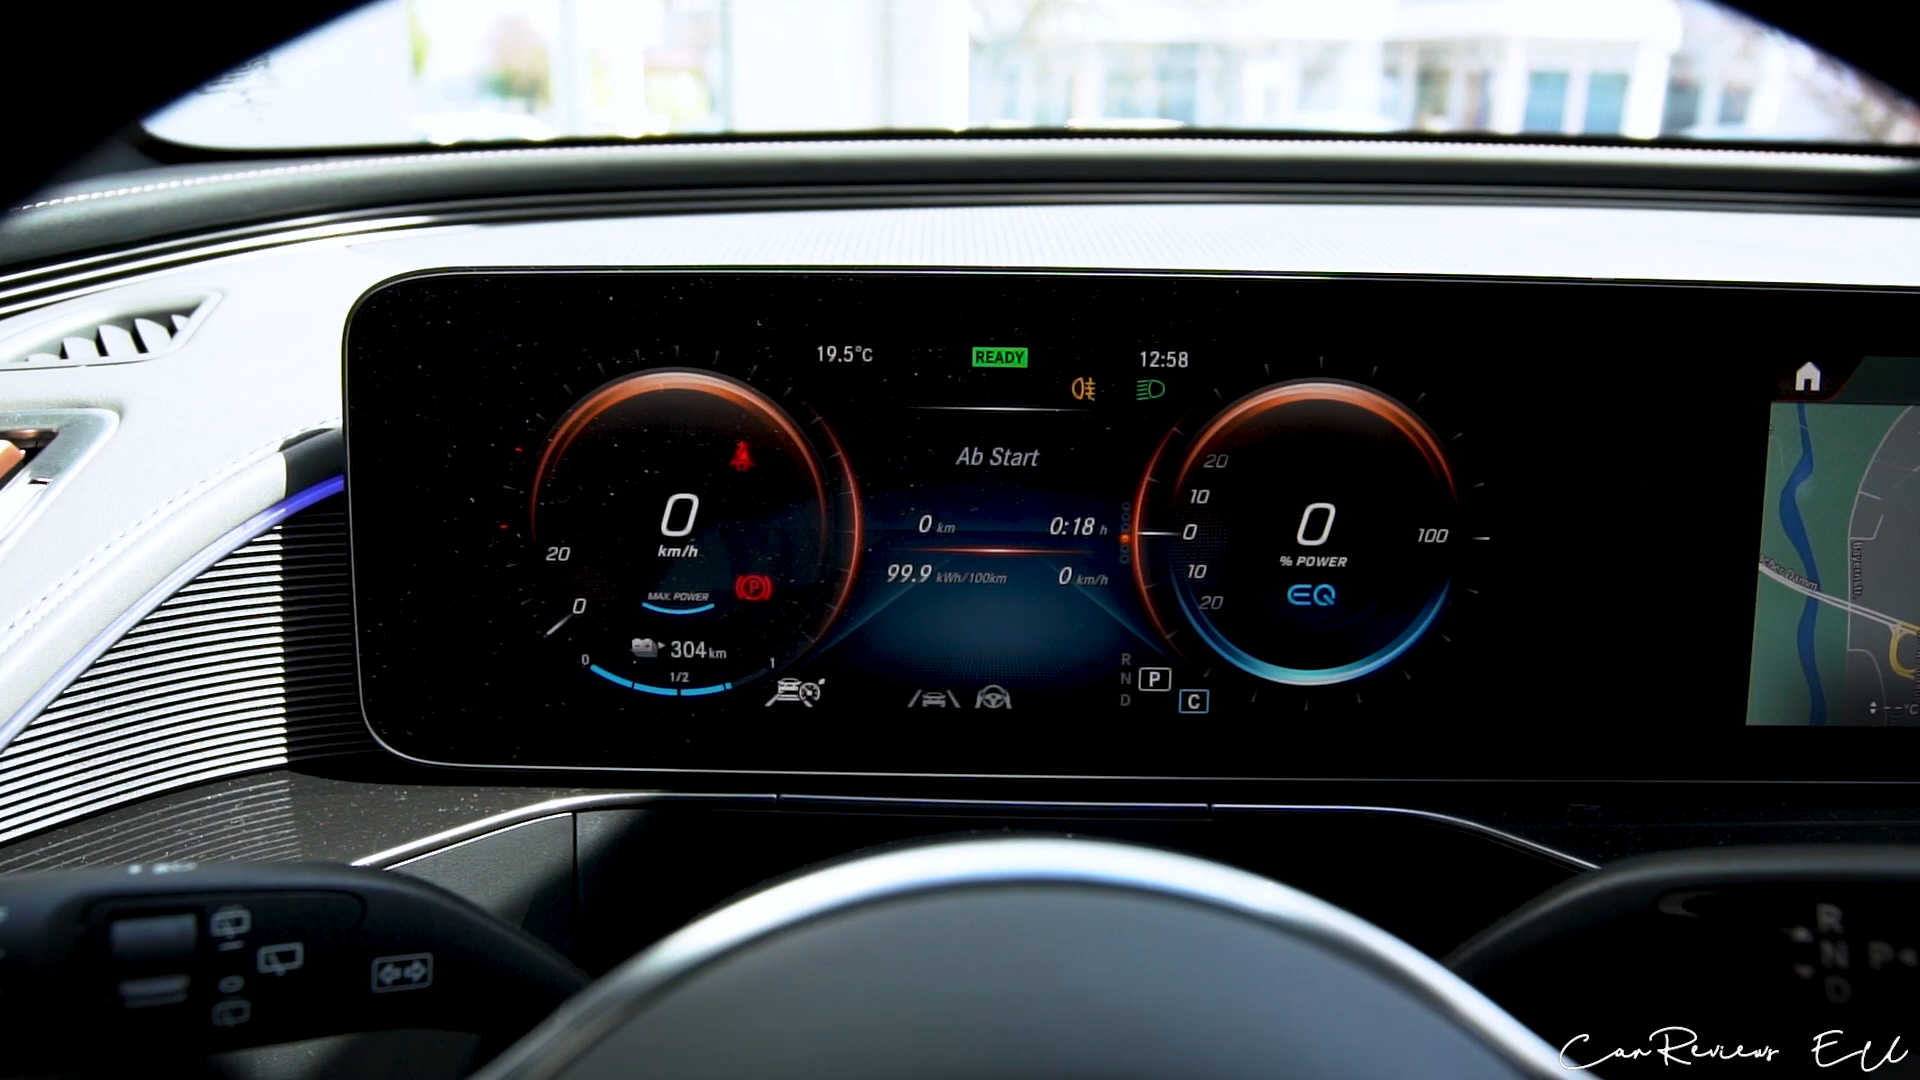 19.5°C READY 12:58
Ab Start
0 km 0:18 h
99.9 kWh/100km 0 km/h
20
0
0
km/h
MAX. POWER
P
304 km
0 1/2 1
20
10
0
10
20
0
% POWER
EQ
100
R
N P
D C
R
N P
D
CarReviews EU